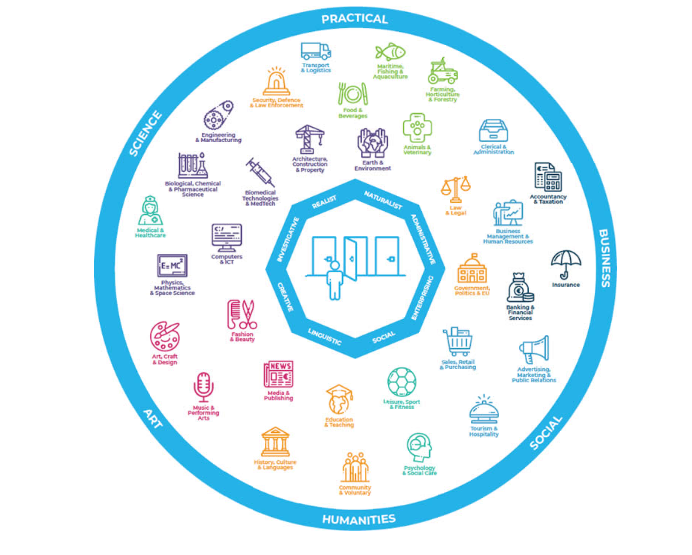 PRACTICAL
Transport
& Logistics
Maritime,
Fishing &
Aquaculture
Farming,
Horticulture
& Forestry
Security, Defence
& Law Enforcement
Food &
Beverages
SCIENCE
Engineering
& Manufacturing
Architecture,
Construction
& Property
Earth &
Environment
Animals &
Veterinary
Clerical &
Administration
Biological, Chemical
& Pharmaceutical
Science
Biomedical
Technologies
& MedTech
REALIST
NATURALIST
Law
& Legal
Accountancy
& Taxation
Medical &
Healthcare
C:/
Computers
& ICT
INVESTIGATIVE
ADMINISTRATIVE
Business
Management &
Human Resources
BUSINESS
E=MC²
Physics,
Mathematics
& Space Science
CREATIVE
ENTERPRISING
Government,
Politics & EU
Banking &
Financial
Services
Insurance
LINGUISTIC
SOCIAL
Fashion
& Beauty
Art, Craft
& Design
Sales, Retail
& Purchasing
Advertising,
Marketing &
Public Relations
NEWS
Media &
Publishing
Music &
Performing
Arts
Education
& Teaching
Leisure, Sport
& Fitness
Tourism &
Hospitality
ART
SOCIAL
History, Culture
& Languages
Community
& Voluntary
Psychology
& Social Care
HUMANITIES